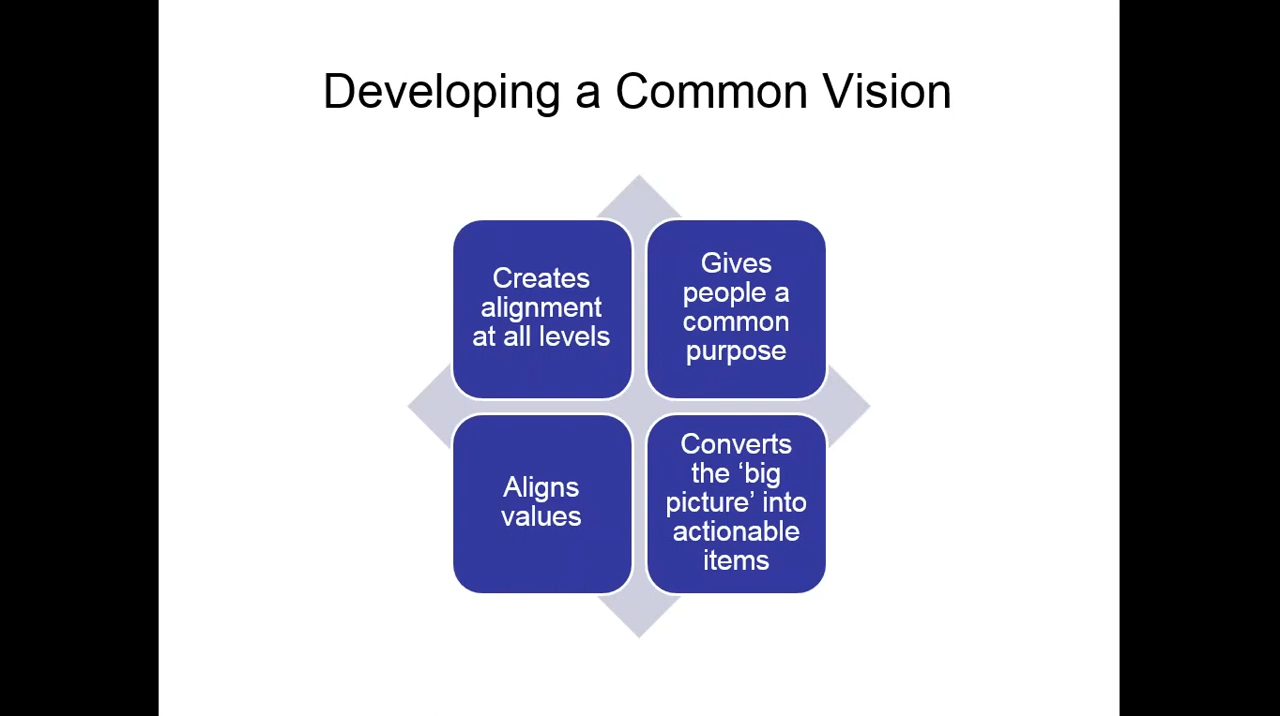 Developing a Common Vision
Creates
alignment
at all levels
Gives
people a
common
purpose
Aligns
values
Converts
the ‘big
picture’ into
actionable
items